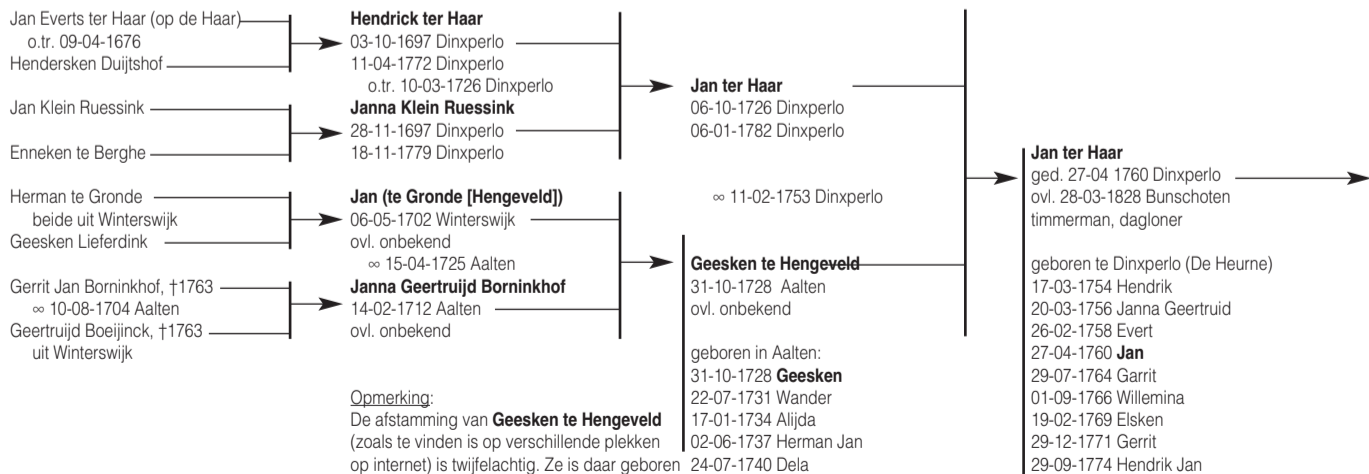 Jan Everts ter Haar (op de Haar)
o.tr. 09-04-1676
Hendersken Duijtshof
Jan Klein Ruessink
Enneken te Berghe
Herman te Gronde
beide uit Winterswijk
Geesken Lieferdink
Gerrit Jan Borninkhof, †1763
∞ 10-08-1704 Aalten
Geertruijd Boeijinck, †1763
uit Winterswijk
Hendrick ter Haar
03-10-1697 Dinxperlo
11-04-1772 Dinxperlo
o.tr. 10-03-1726 Dinxperlo
Janna Klein Ruessink
28-11-1697 Dinxperlo
18-11-1779 Dinxperlo
Jan (te Gronde [Hengeveld])
06-05-1702 Winterswijk
ovl. onbekend
∞ 15-04-1725 Aalten
Janna Geertruijd Borninkhof
14-02-1712 Aalten
ovl. onbekend
Opmerking:
De afstamming van Geesken te Hengeveld
(zoals te vinden is op verschillende plekken
op internet) is twijfelachtig. Ze is daar geboren
Jan ter Haar
06-10-1726 Dinxperlo
06-01-1782 Dinxperlo
∞ 11-02-1753 Dinxperlo
Geesken te Hengeveld
31-10-1728 Aalten
ovl. onbekend
geboren in Aalten:
31-10-1728 Geesken
22-07-1731 Wander
17-01-1734 Alijda
02-06-1737 Herman Jan
24-07-1740 Dela
Jan ter Haar
ged. 27-04 1760 Dinxperlo
ovl. 28-03-1828 Bunschoten
timmerman, dagloner
geboren te Dinxperlo (De Heurne)
17-03-1754 Hendrik
20-03-1756 Janna Geertruid
26-02-1758 Evert
27-04-1760 Jan
29-07-1764 Garrit
01-09-1766 Willemina
19-02-1769 Elsken
29-12-1771 Gerrit
29-09-1774 Hendrik Jan